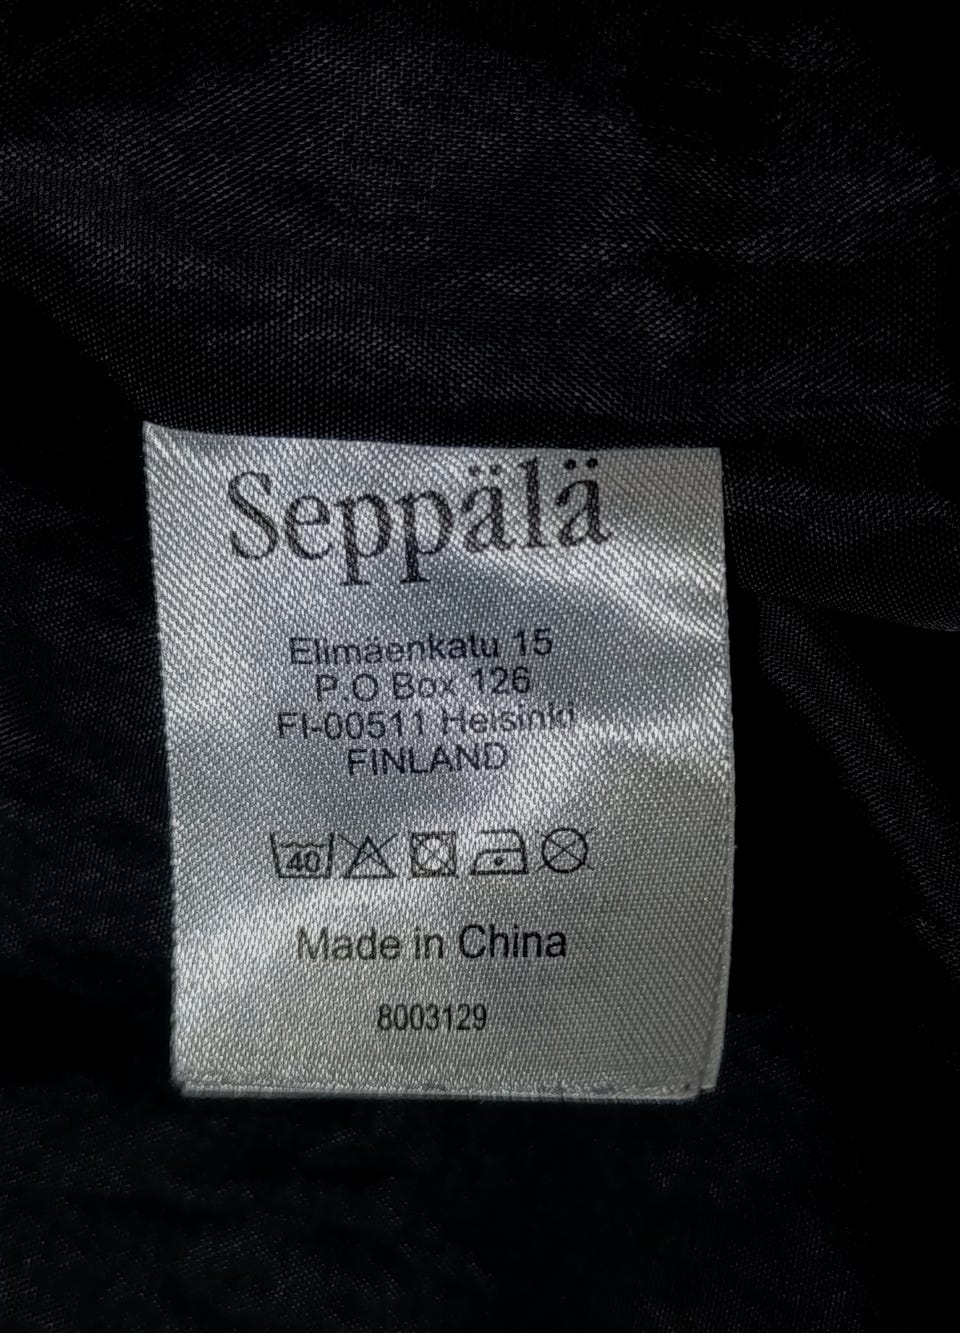 Seppälä
Elimäenkatu 15
P.O Box 126
FI-00511 Helsinki
FINLAND
40
Made in China
8003129